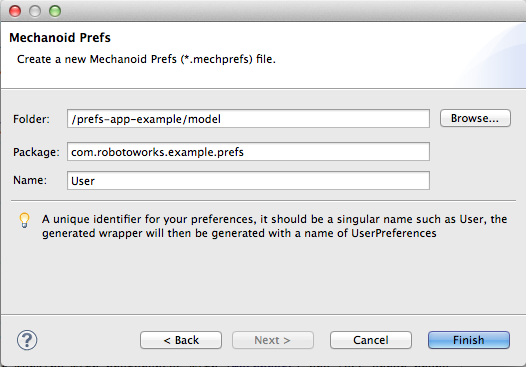 Mechanoid Prefs
Create a new Mechanoid Prefs (*.mechprefs) file.
Folder: /prefs-app-example/model Browse...
Package: com.robotoworks.example.prefs
Name: User
A unique identifier for your preferences, it should be a singular name such as User, the
generated wrapper will then be generated with a name of UserPreferences
? < Back Next > Cancel Finish